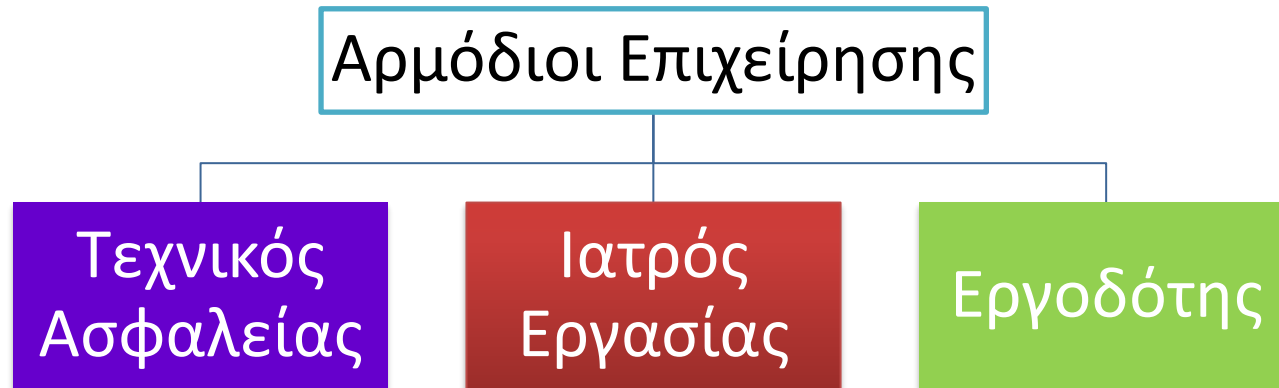 Αρμόδιοι Επιχείρησης
Τεχνικός
Ασφαλείας
Ιατρός
Εργασίας
Εργοδότης